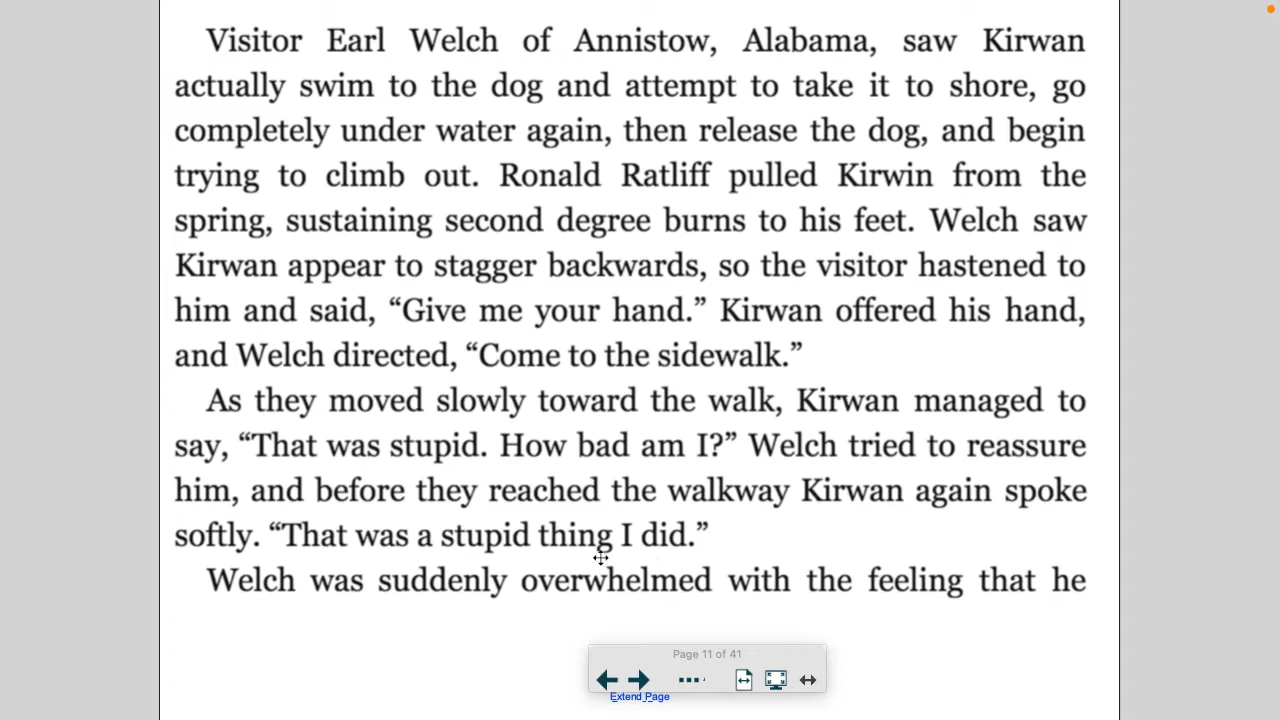 Visitor Earl Welch of Annistow, Alabama, saw Kirwan
actually swim to the dog and attempt to take it to shore, go
completely under water again, then release the dog, and begin
trying to climb out. Ronald Ratliff pulled Kirwin from the
spring, sustaining second degree burns to his feet. Welch saw
Kirwan appear to stagger backwards, so the visitor hastened to
him and said, “Give me your hand.” Kirwan offered his hand,
and Welch directed, “Come to the sidewalk.”
As they moved slowly toward the walk, Kirwan managed to
say, “That was stupid. How bad am I?” Welch tried to reassure
him, and before they reached the walkway Kirwan again spoke
softly. “That was a stupid thing I did.”
Welch was suddenly overwhelmed with the feeling that he
Page 11 of 41
Extend Page